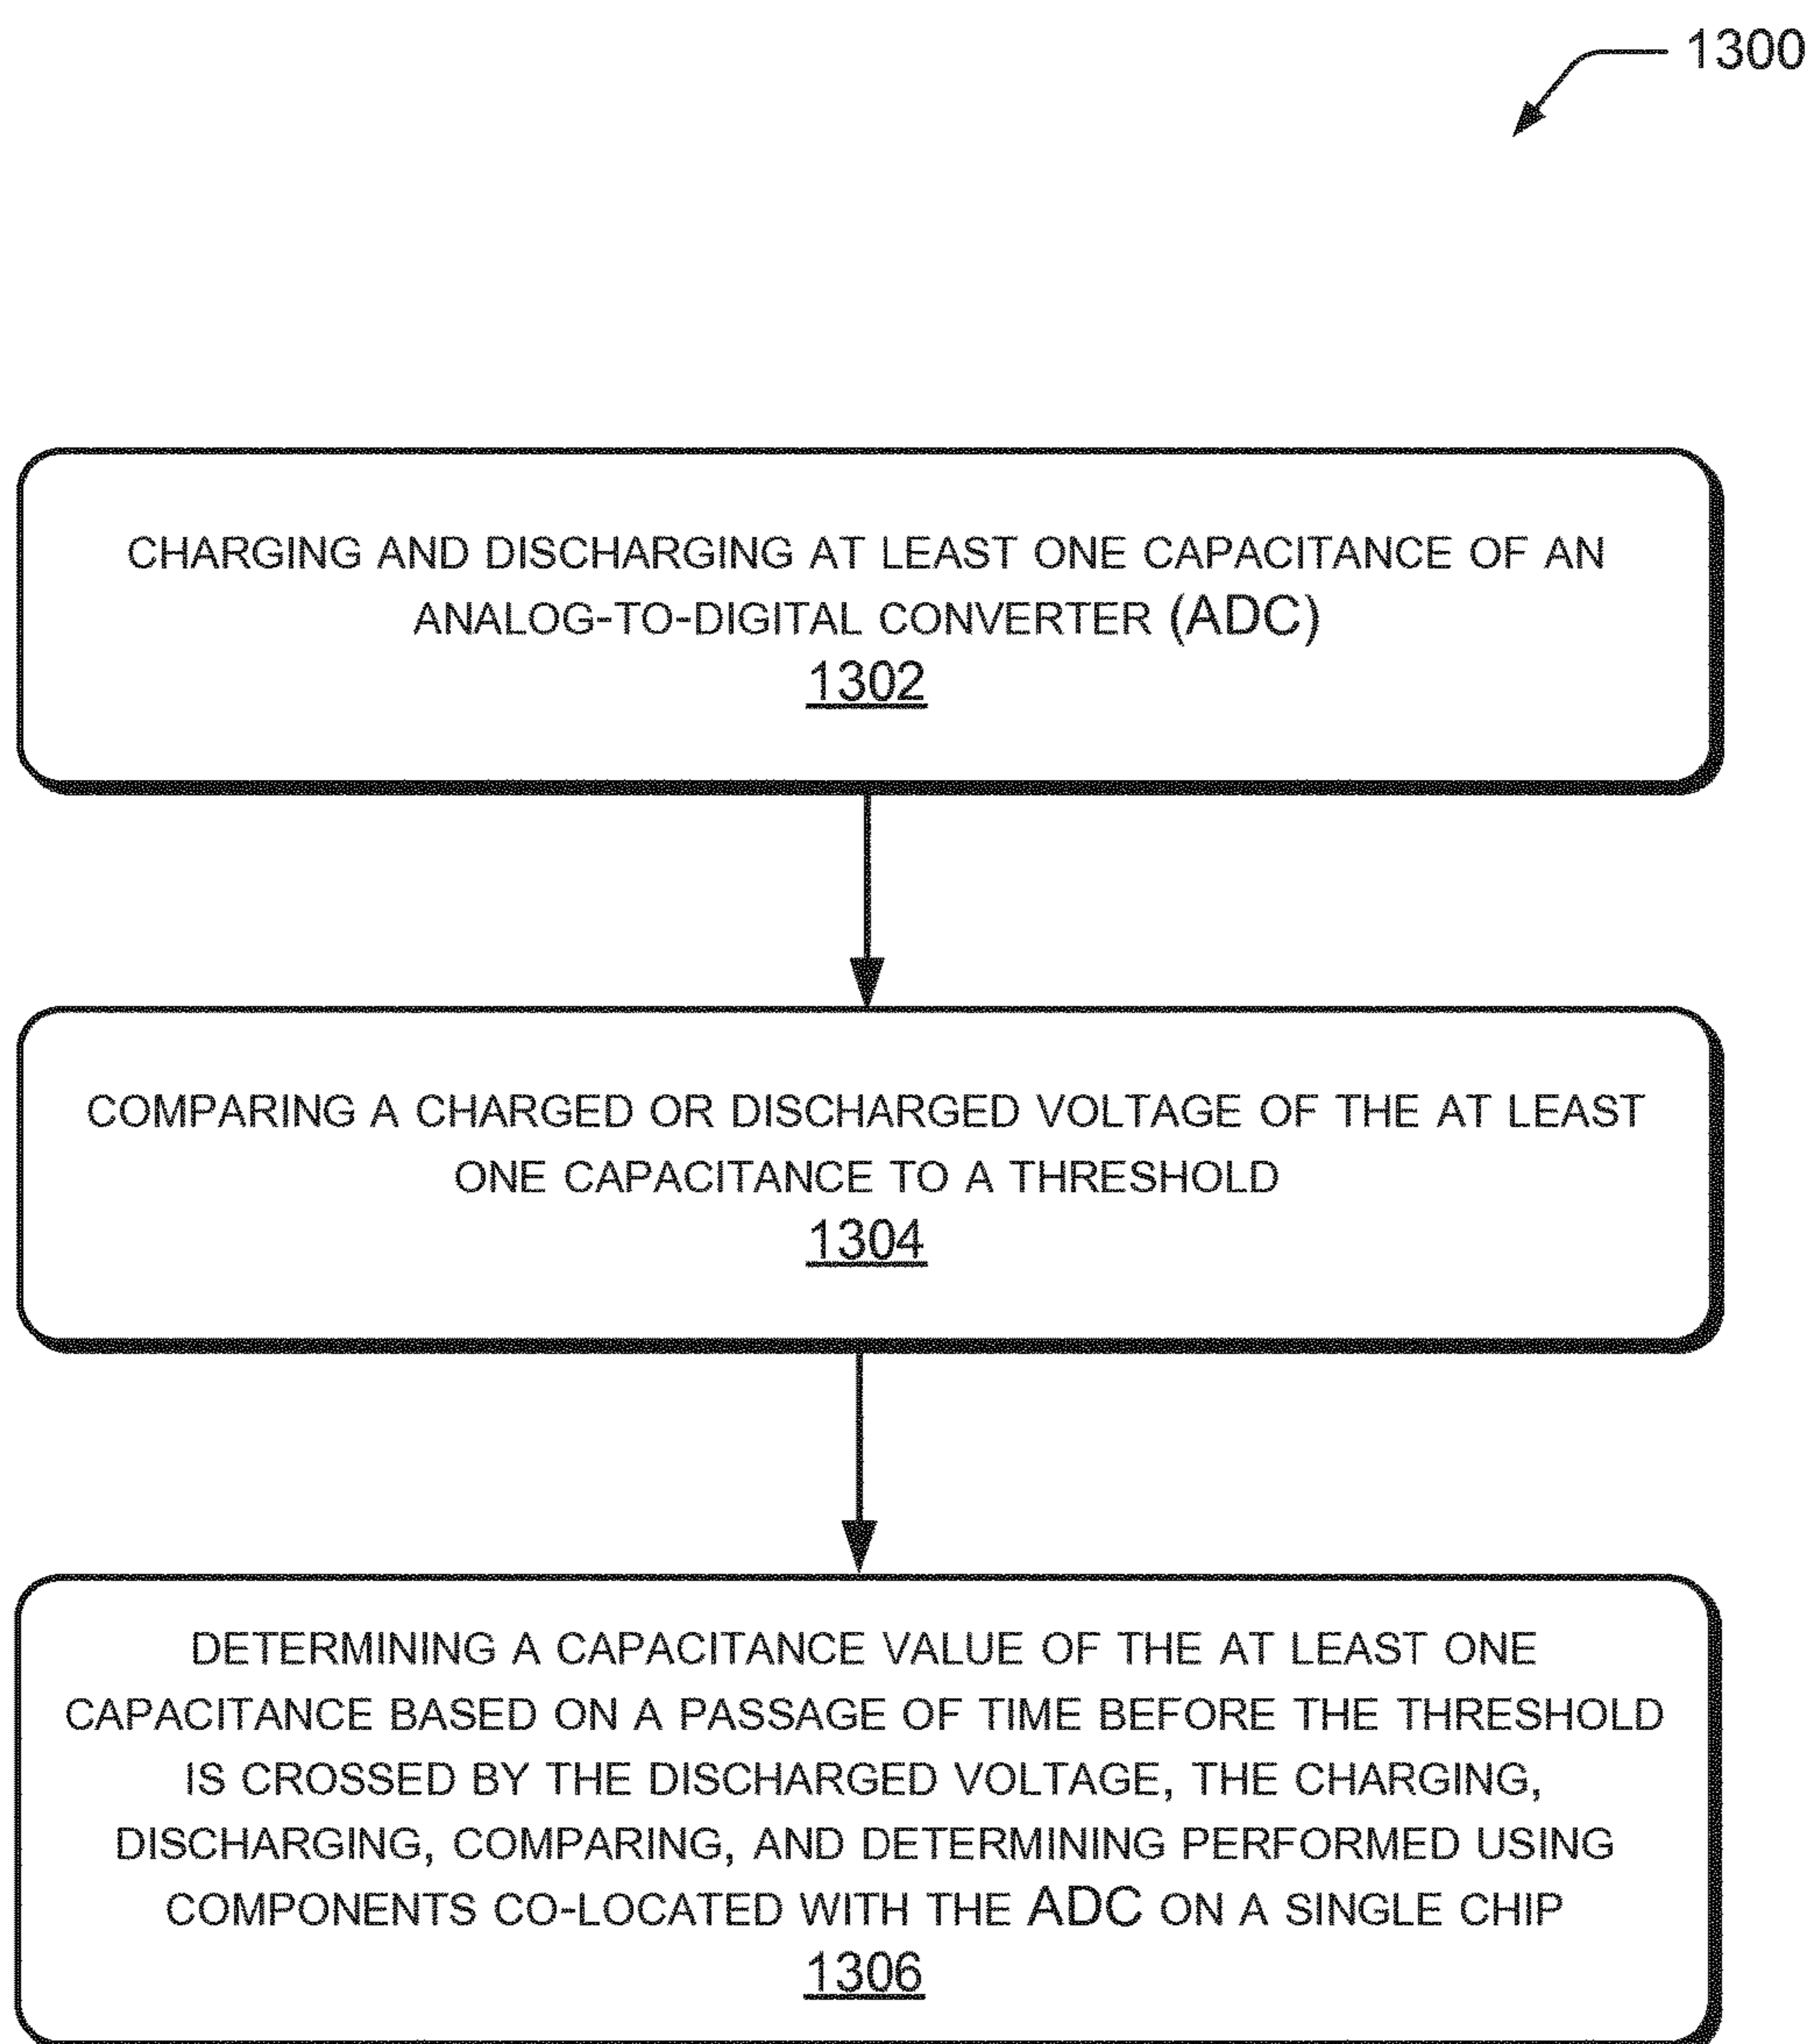 1300
CHARGING AND DISCHARGING AT LEAST ONE CAPACITANCE OF AN
ANALOG-TO-DIGITAL CONVERTER (ADC)
1302
COMPARING A CHARGED OR DISCHARGED VOLTAGE OF THE AT LEAST
ONE CAPACITANCE TO A THRESHOLD
1304
DETERMINING A CAPACITANCE VALUE OF THE AT LEAST ONE
CAPACITANCE BASED ON A PASSAGE OF TIME BEFORE THE THRESHOLD
IS CROSSED BY THE DISCHARGED VOLTAGE, THE CHARGING,
DISCHARGING, COMPARING, AND DETERMINING PERFORMED USING
COMPONENTS CO-LOCATED WITH THE ADC ON A SINGLE CHIP
1306